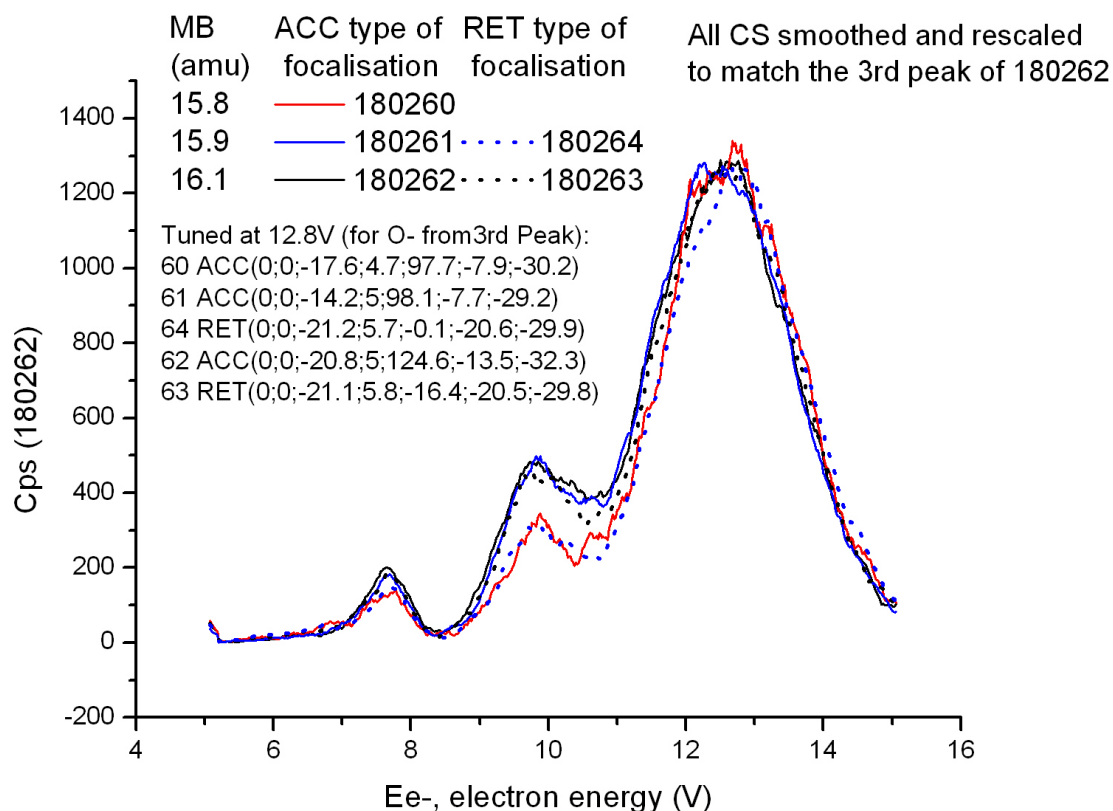 MB ACC type of RET type of
(amu) focalisation focalisation
15.8 180260
15.9 180261 180264
16.1 180262 180263
All CS smoothed and rescaled
to match the 3rd peak of 180262
Tuned at 12.8V (for O- from3rd Peak):
60 ACC(0;0;-17.6;4.7;97.7;-7.9;-30.2)
61 ACC(0;0;-14.2;5;98.1;-7.7;-29.2)
64 RET(0;0;-21.2;5.7;-0.1;-20.6;-29.9)
62 ACC(0;0;-20.8;5;124.6;-13.5;-32.3)
63 RET(0;0;-21.1;5.8;-16.4;-20.5;-29.8)
Cps (180262)
1400
1200
1000
800
600
400
200
0
-200
4 6 8 10 12 14 16
Ee-, electron energy (V)